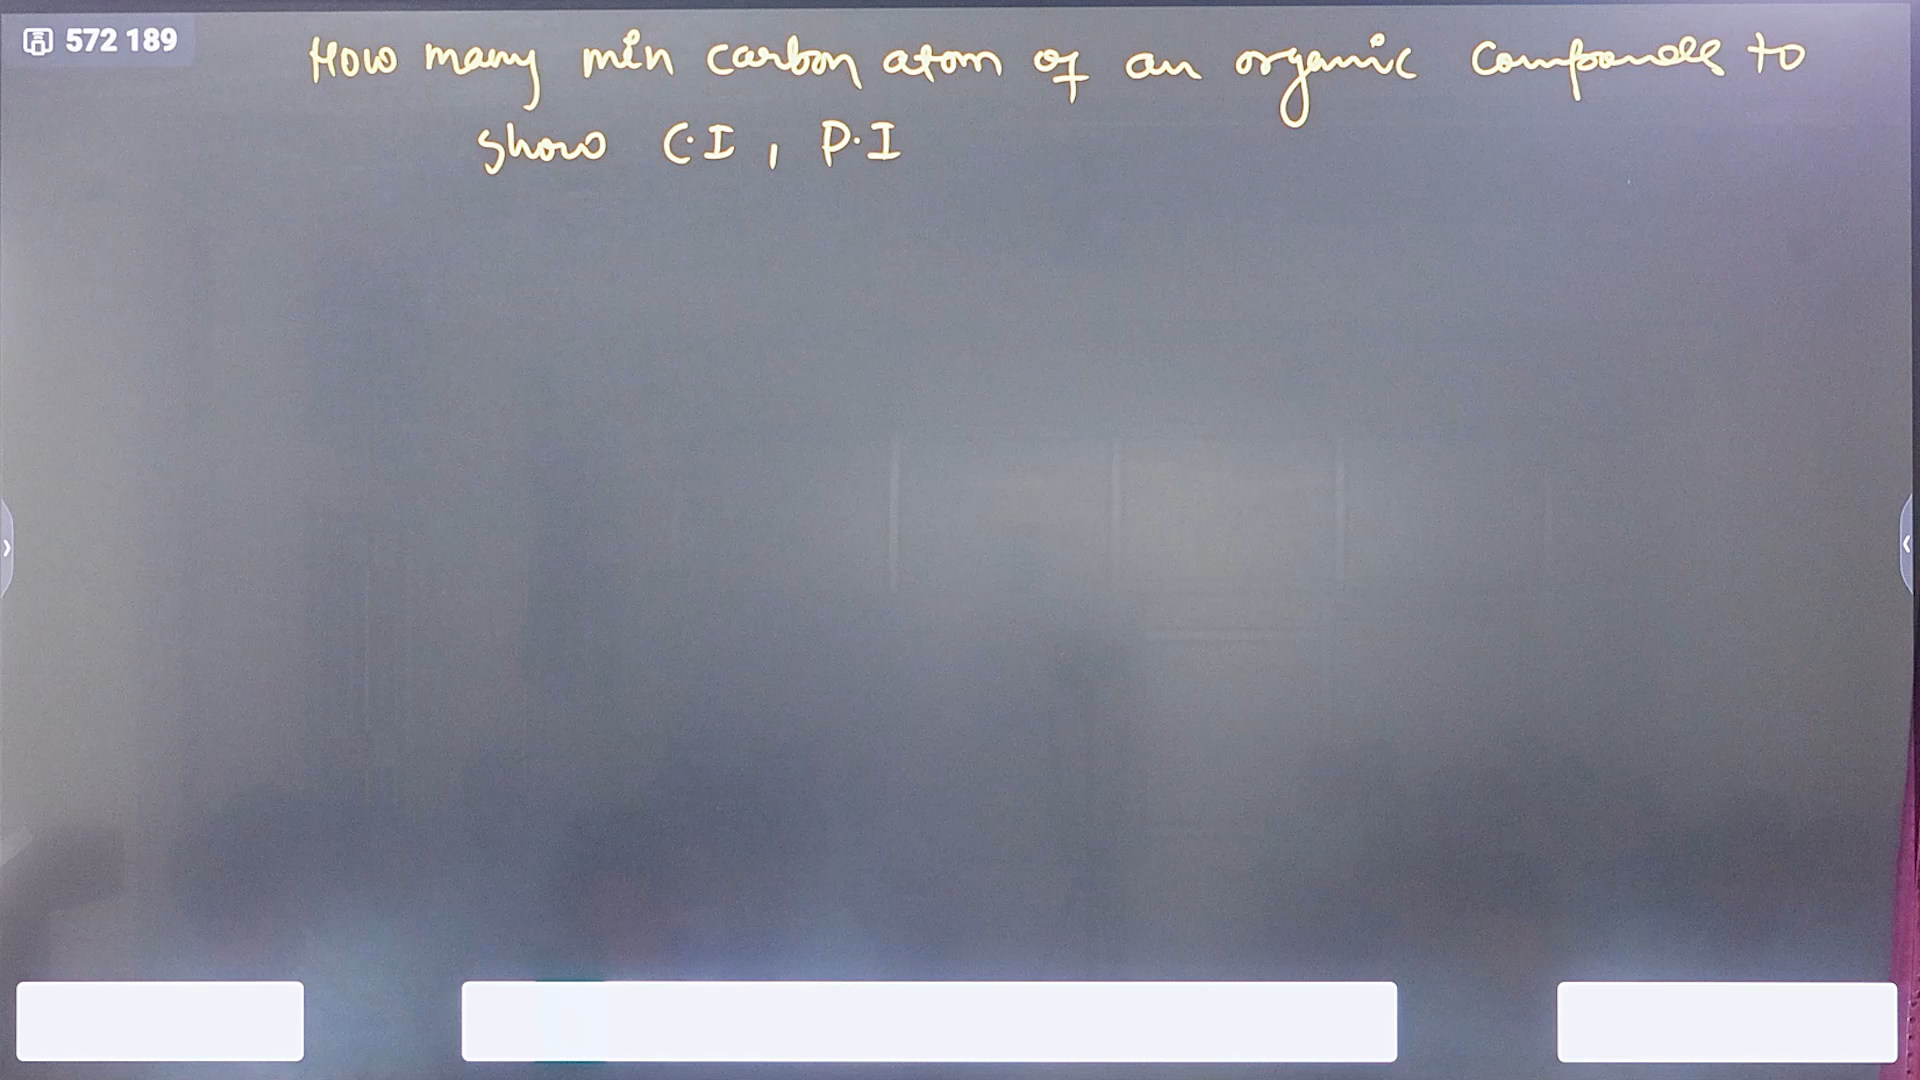 572 189
How many min carbon atom of an organic compounds to
show C.I, P.I